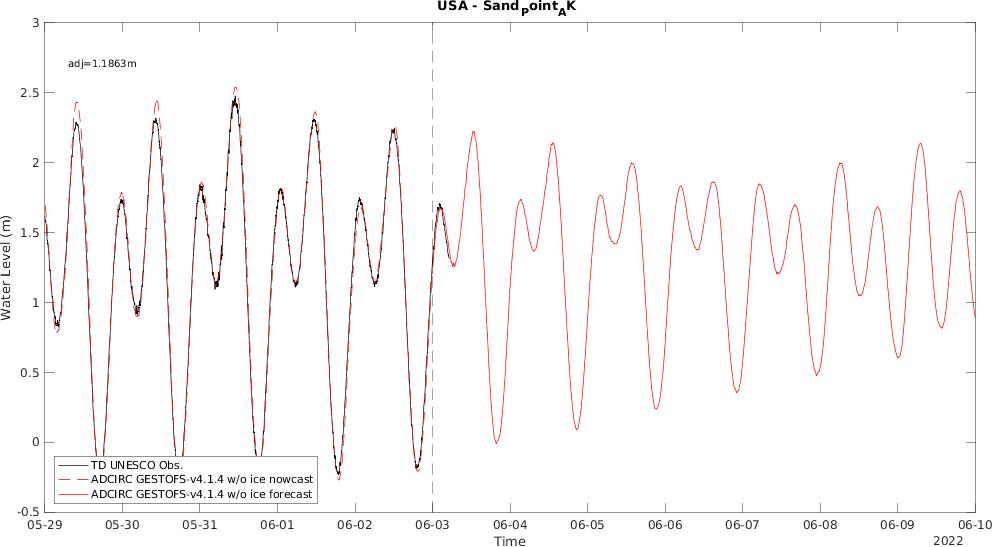 USA - SandPointAK
3
adj=1.1863m
2.5
2
1.5
1
0.5
0
-0.5
Water Level (m)
TD UNESCO Obs.
ADCIRC GESTOFS-v4.1.4 w/o ice nowcast
ADCIRC GESTOFS-v4.1.4 w/o ice forecast
05-29 05-30 05-31 06-01 06-02 06-03 06-04 06-05 06-06 06-07 06-08 06-09 06-10
Time
2022